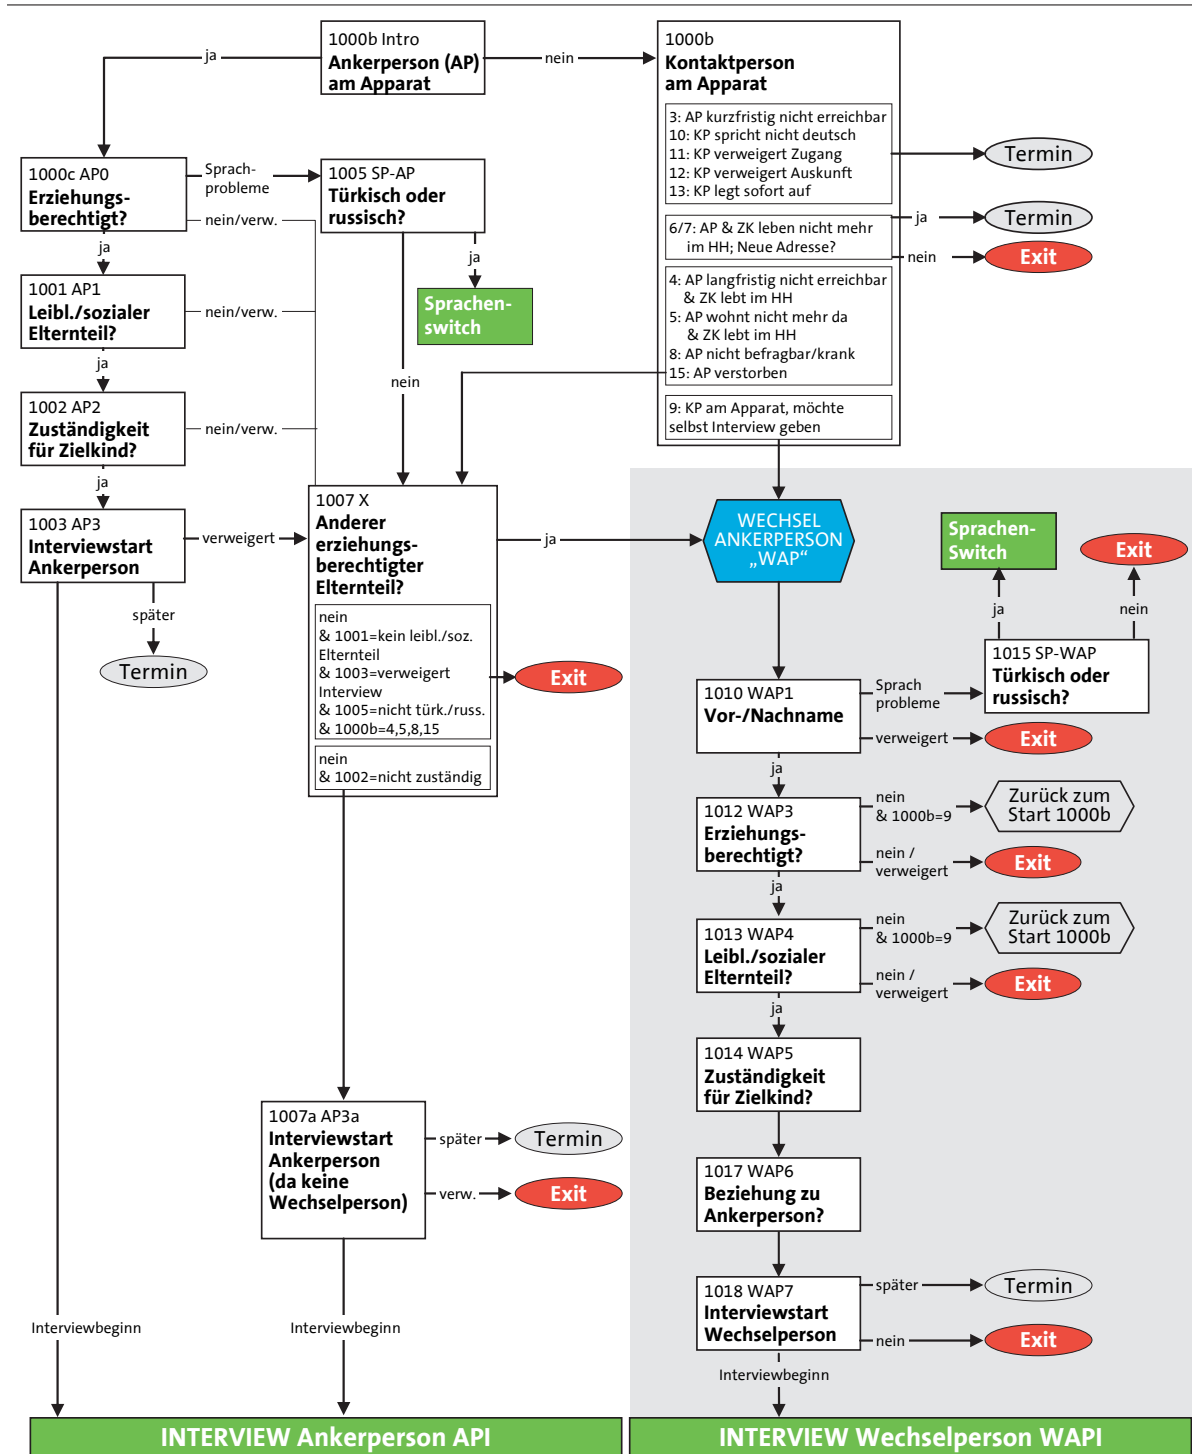 1000b Intro
Ankerperson (AP)
am Apparat
ja
nein
1000b
Kontaktperson
am Apparat
3: AP kurzfristig nicht erreichbar
10: KP spricht nicht deutsch
11: KP verweigert Zugang
12: KP verweigert Auskunft
13: KP legt sofort auf
Termin
6/7: AP & ZK leben nicht mehr
im HH; Neue Adresse?
ja
Termin
nein
Exit
4: AP langfristig nicht erreichbar
& ZK lebt im HH
5: AP wohnt nicht mehr da
& ZK lebt im HH
8: AP nicht befragbar/krank
15: AP verstorben
9: KP am Apparat, möchte
selbst Interview geben
1000c AP0
Erziehungs-
berechtigt?
Sprach-
probleme
nein/verw.
ja
1005 SP-AP
Türkisch oder
russisch?
ja
Sprachen-
switch
nein
1001 AP1
Leibl./sozialer
Elternteil?
nein/verw.
ja
1002 AP2
Zuständigkeit
für Zielkind?
nein/verw.
ja
1003 AP3
Interviewstart
Ankerperson
verweigert
später
Termin
1007 X
Anderer
erziehungs-
berechtigter
Elternteil?
nein
& 1001=kein leibl./soz.
Elternteil
& 1003=verweigert
Interview
& 1005=nicht türk./russ.
& 1000b=4,5,8,15
Exit
nein
& 1002=nicht zuständig
ja
WECHSEL
ANKERPERSON
„WAP“
Sprachen-
Switch
Exit
ja
nein
1015 SP-WAP
Türkisch oder
russisch?
1010 WAP1
Vor-/Nachname
Sprach
probleme
verweigert
Exit
ja
1012 WAP3
Erziehungs-
berechtigt?
nein
& 1000b=9
Zurück zum
Start 1000b
nein /
verweigert
Exit
ja
1013 WAP4
Leibl./sozialer
Elternteil?
nein
& 1000b=9
Zurück zum
Start 1000b
nein /
verweigert
Exit
ja
1014 WAP5
Zuständigkeit
für Zielkind?
1007a AP3a
Interviewstart
Ankerperson
(da keine
Wechselperson)
später
Termin
verw.
Exit
1017 WAP6
Beziehung zu
Ankerperson?
1018 WAP7
Interviewstart
Wechselperson
später
Termin
nein
Exit
Interviewbeginn
Interviewbeginn
Interviewbeginn
INTERVIEW Ankerperson API
INTERVIEW Wechselperson WAPI